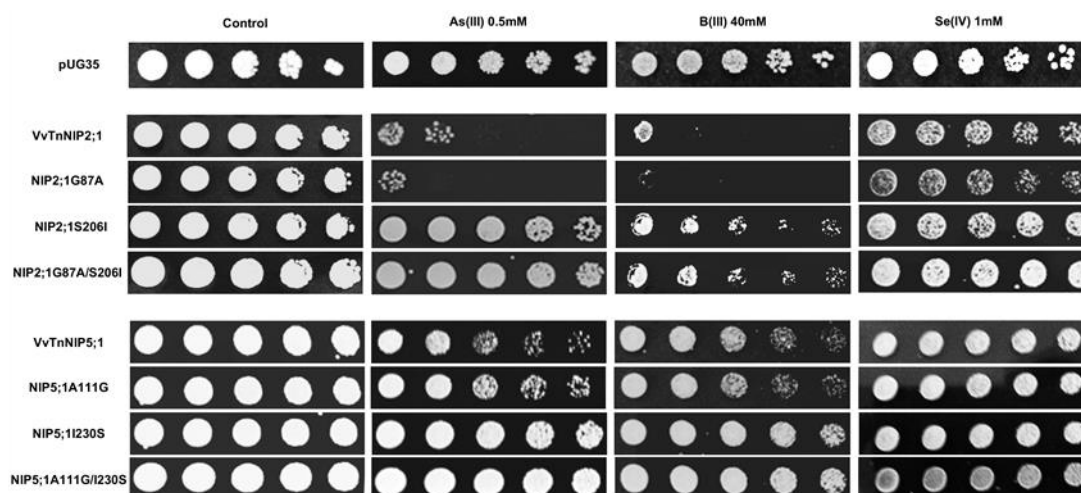 Control As(III) 0.5mM B(III) 40mM Se(IV) 1mM
pUG35
VvTnNIP2;1
NIP2;1G87A
NIP2;1S206I
NIP2;1G87A/S206I
VvTnNIP5;1
NIP5;1A111G
NIP5;1I230S
NIP5;1A111G/I230S